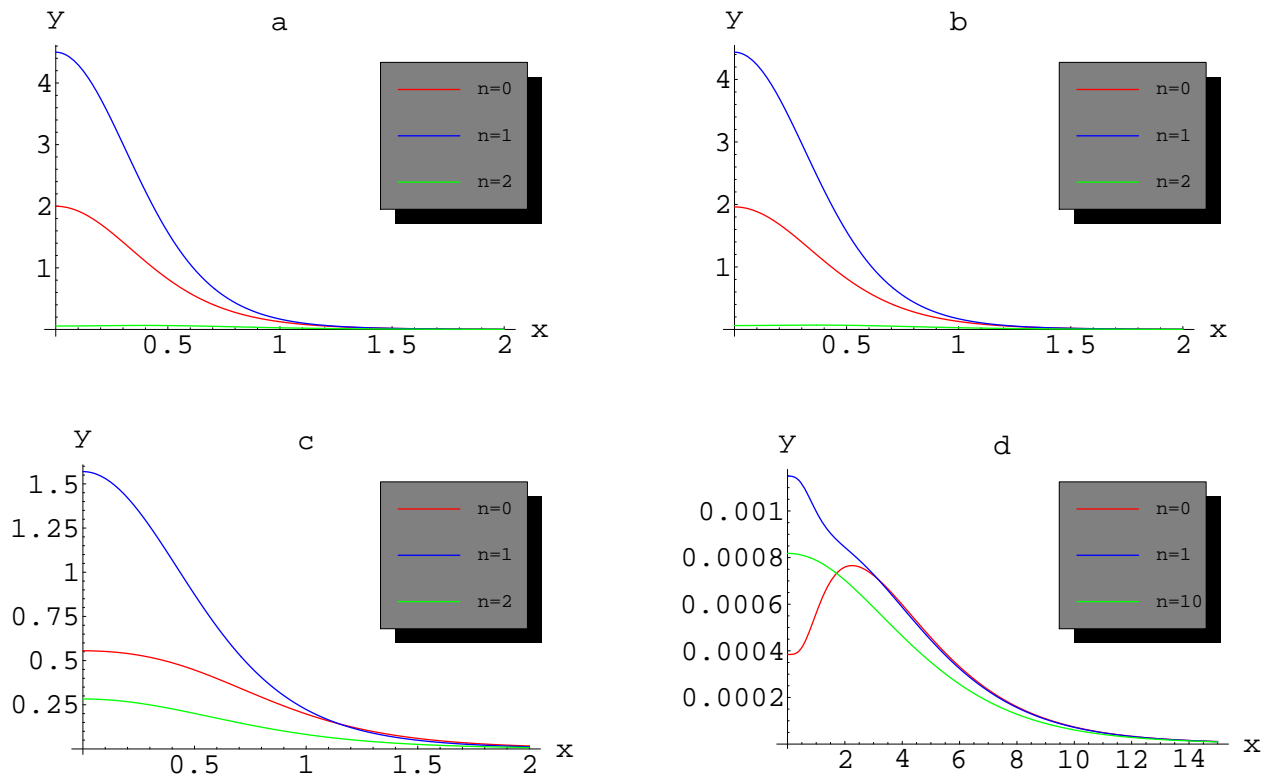 y a
4
3
2
1
0.5 1 1.5 2 x
n=0
n=1
n=2
y b
4
3
2
1
0.5 1 1.5 2 x
n=0
n=1
n=2
y c
1.5
1.25
1
0.75
0.5
0.25
0.5 1 1.5 2 x
n=0
n=1
n=2
y d
0.001
0.0008
0.0006
0.0004
0.0002
2 4 6 8 10 12 14 x
n=0
n=1
n=10